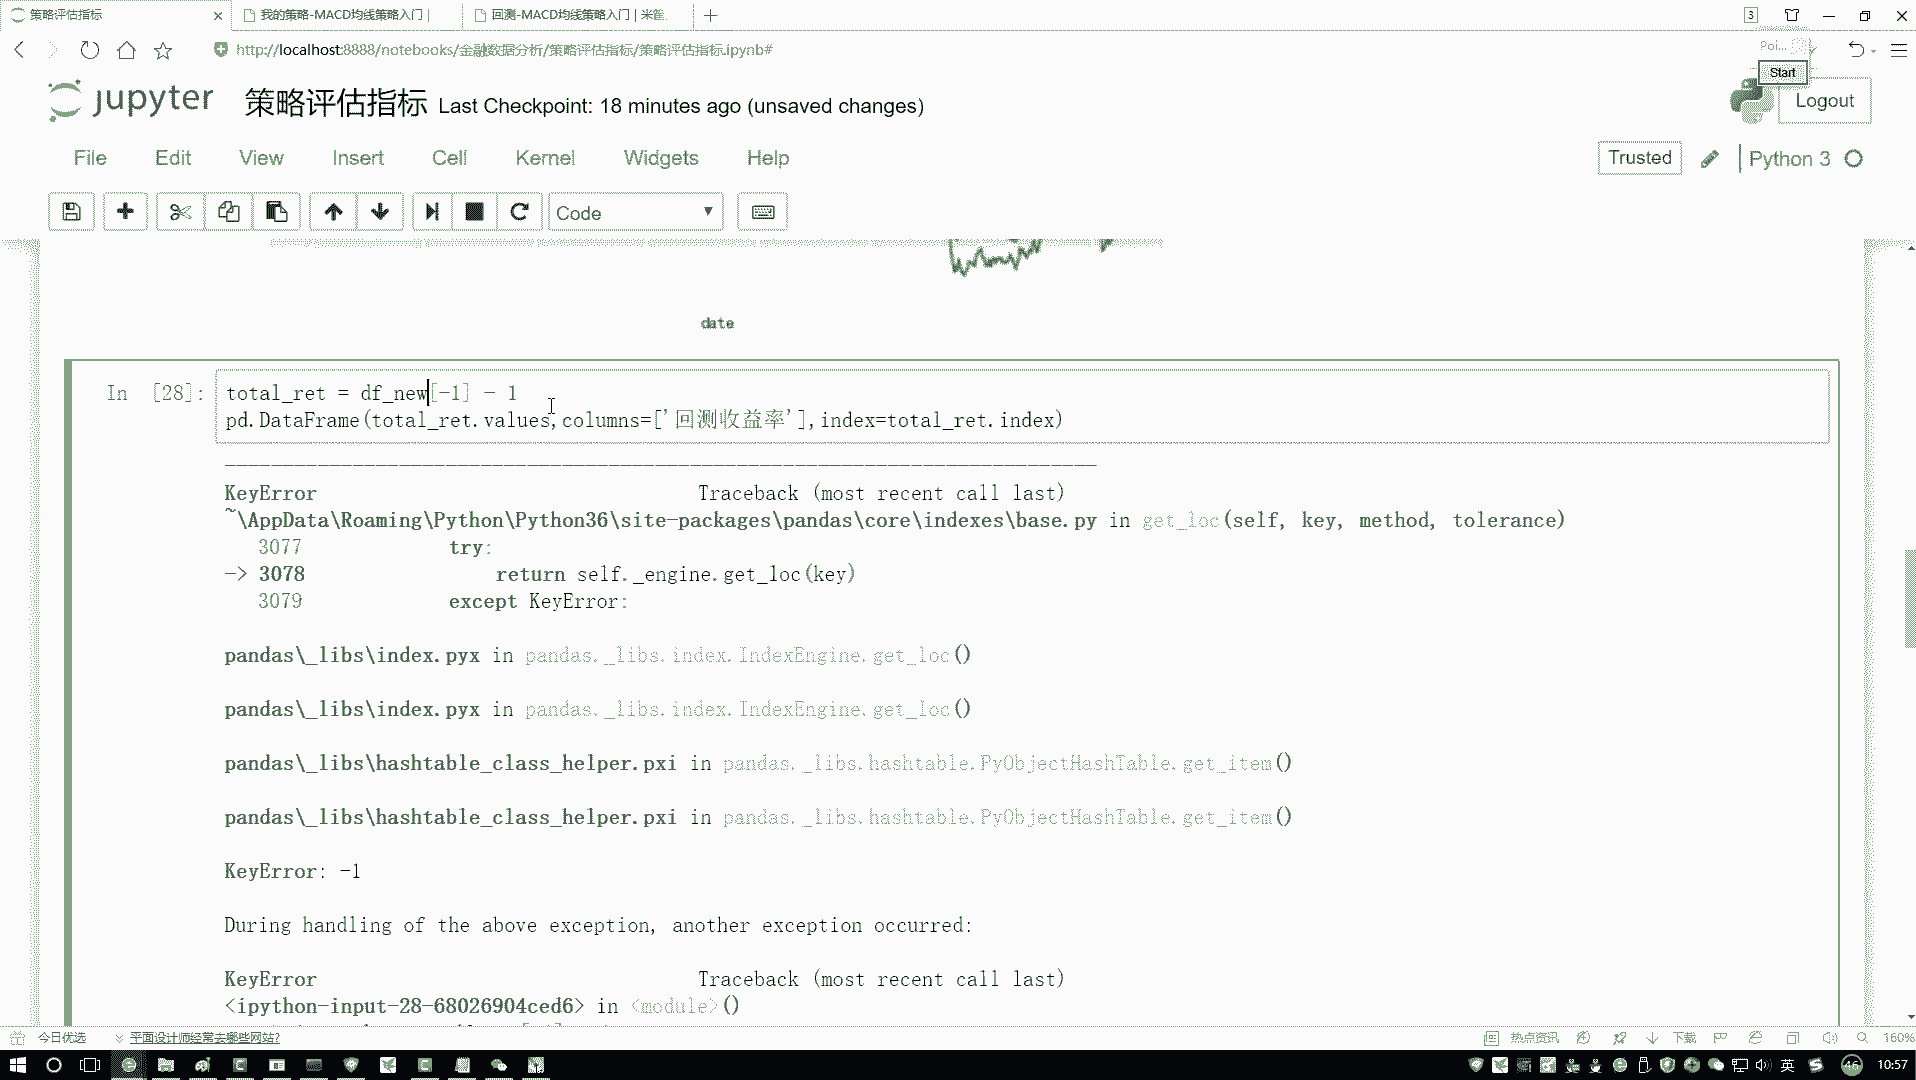 策略评估指标
我的策略-MACD均线策略入门 |
回测-MACD均线策略入门 | 米筐
3
http://localhost:8888/notebooks/金融数据分析/策略评估指标/策略评估指标.ipynb#
Poi...
Start
jupyter 策略评估指标 Last Checkpoint: 18 minutes ago (unsaved changes)
Logout
File Edit View Insert Cell Kernel Widgets Help
Trusted
Python 3
Code
date
In [28]: total_ret = df_new[-1] - 1
pd.DataFrame(total_ret.values,columns=['回测收益率'],index=total_ret.index)
---------------------------------------------------------------------------
KeyError Traceback (most recent call last)
~\AppData\Roaming\Python\Python36\site-packages\pandas\core\indexes\base.py in get_loc(self, key, method, tolerance)
3077 try:
-> 3078 return self._engine.get_loc(key)
3079 except KeyError:
pandas\_libs\index.pyx in pandas._libs.index.IndexEngine.get_loc()
pandas\_libs\index.pyx in pandas._libs.index.IndexEngine.get_loc()
pandas\_libs\hashtable_class_helper.pxi in pandas._libs.hashtable.PyObjectHashTable.get_item()
pandas\_libs\hashtable_class_helper.pxi in pandas._libs.hashtable.PyObjectHashTable.get_item()
KeyError: -1
During handling of the above exception, another exception occurred:
KeyError Traceback (most recent call last)
<ipython-input-28-68026904ced6> in <module>()
今日优选
平面设计师经常去哪些网站?
热点资讯
下载
160%
英
46
10:57